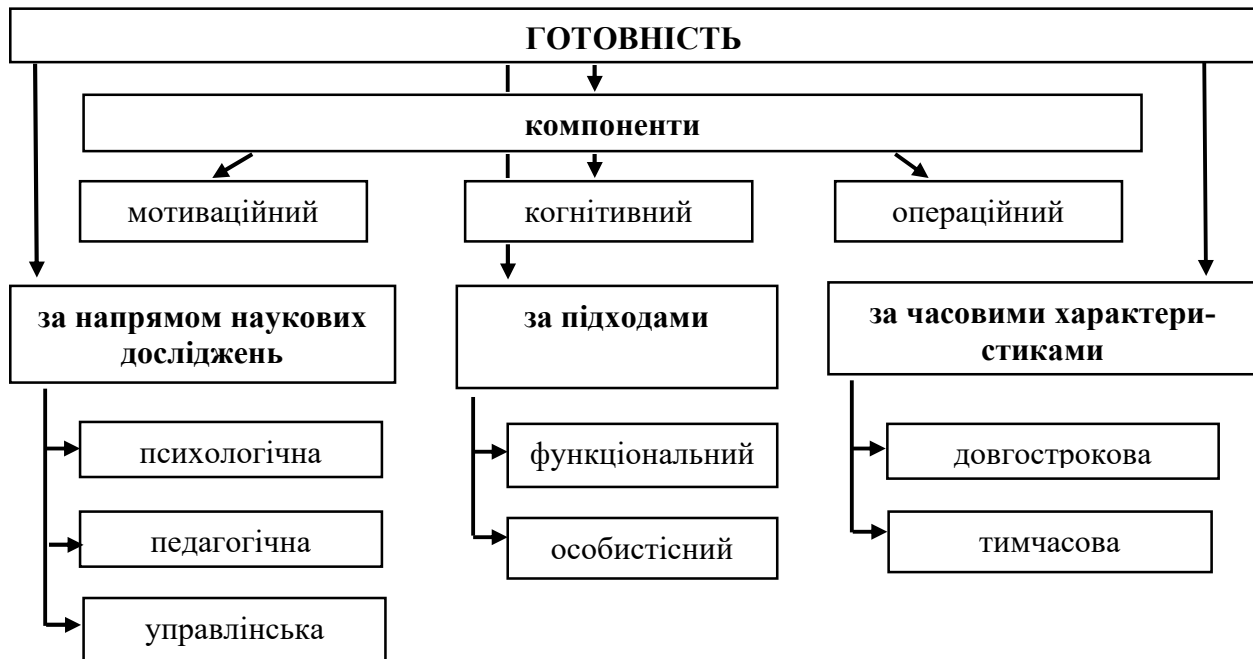 ГОТОВНІСТЬ
компоненти
мотиваційний
когнітивний
операційний
за напрямом наукових
досліджень
за підходами
за часовими характери-
стиками
психологічна
педагогічна
управлінська
функціональний
особистісний
довгострокова
тимчасова